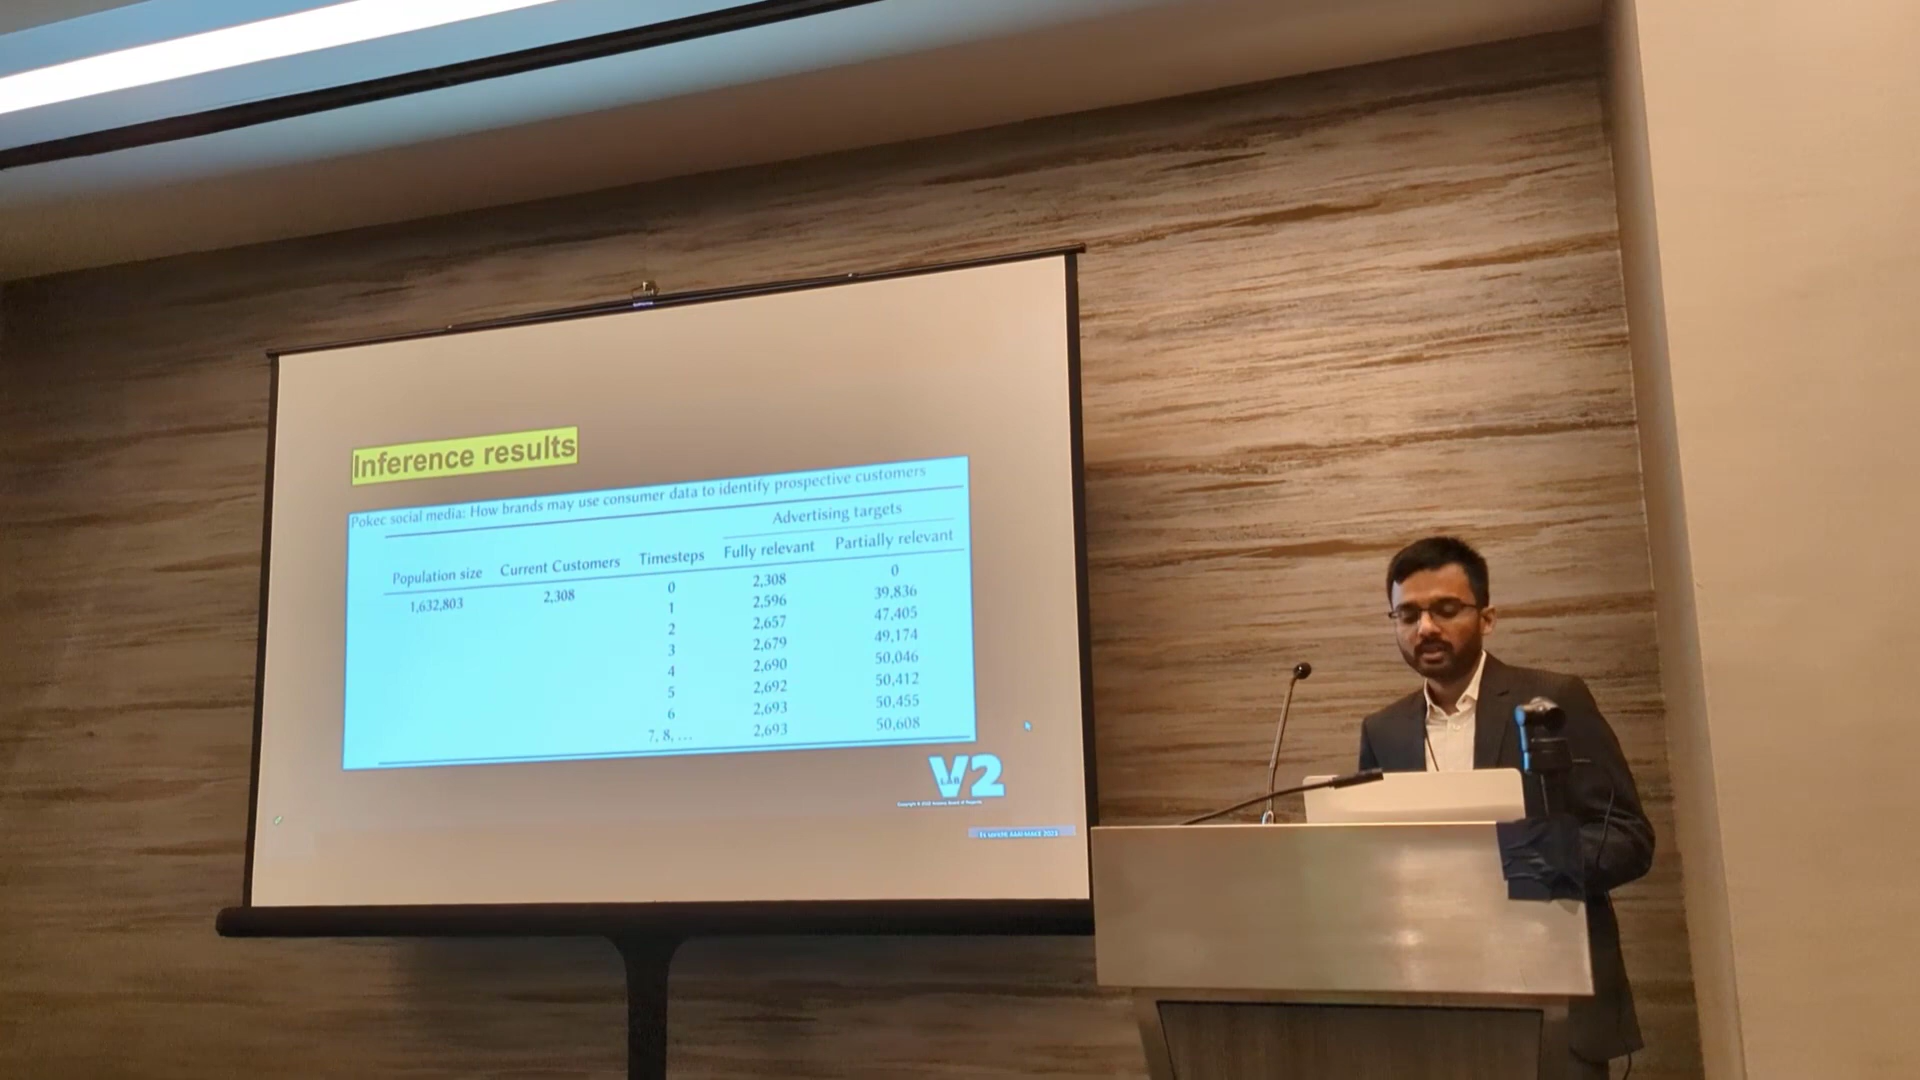 Inference results
Pokec social media: How brands may use consumer data to identify prospective customers
Advertising targets
Population size Current Customers Timesteps Fully relevant Partially relevant
1,632,803 2,308 0 2,308 0
1 2,596 39,836
2 2,657 47,405
3 2,679 49,174
4 2,690 50,046
5 2,692 50,412
6 2,693 50,455
7, 8, ... 2,693 50,608
LAB
V2